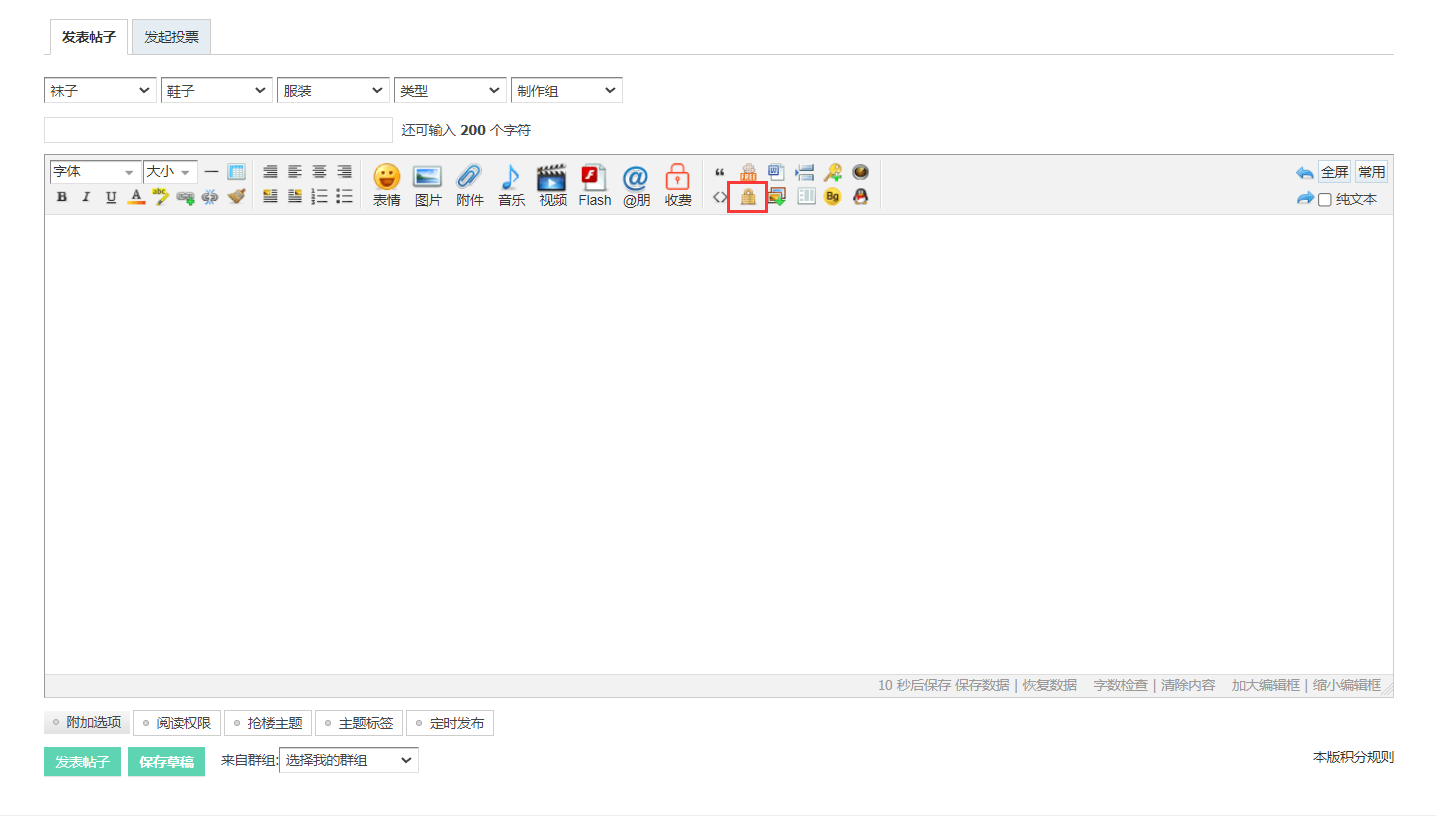 发表帖子 发起投票
袜子 鞋子 服装 类型 制作组
还可输入 200 个字符
字体 大小 全屏 常用
B I U A abc Bg 纯文本
表情 图片 附件 音乐 视频 Flash @朋 收费
10 秒后保存 保存数据 | 恢复数据 字数检查 | 清除内容 加大编辑框 | 缩小编辑框
附加选项 阅读权限 抢楼主题 主题标签 定时发布
发表帖子 保存草稿 来自群组: 选择我的群组 本版积分规则